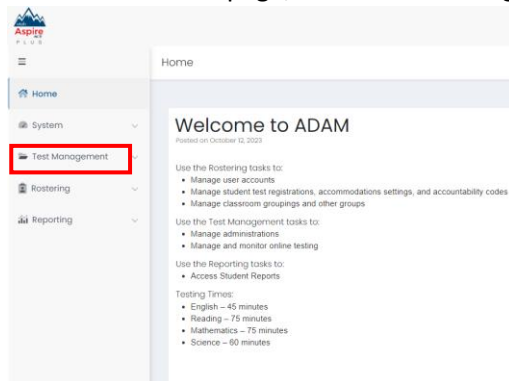 Aspire
PLUS
Home
Home
System
Test Management
Rostering
Reporting
Welcome to ADAM
Posted on October 12, 2023
Use the Rostering tasks to:
• Manage user accounts
• Manage student test registrations, accommodations settings, and accountability codes
• Manage classroom groupings and other groups
Use the Test Management tasks to:
• Manage administrations
• Manage and monitor online testing
Use the Reporting tasks to:
• Access Student Reports
Testing Times:
• English – 45 minutes
• Reading – 75 minutes
• Mathematics – 75 minutes
• Science – 60 minutes